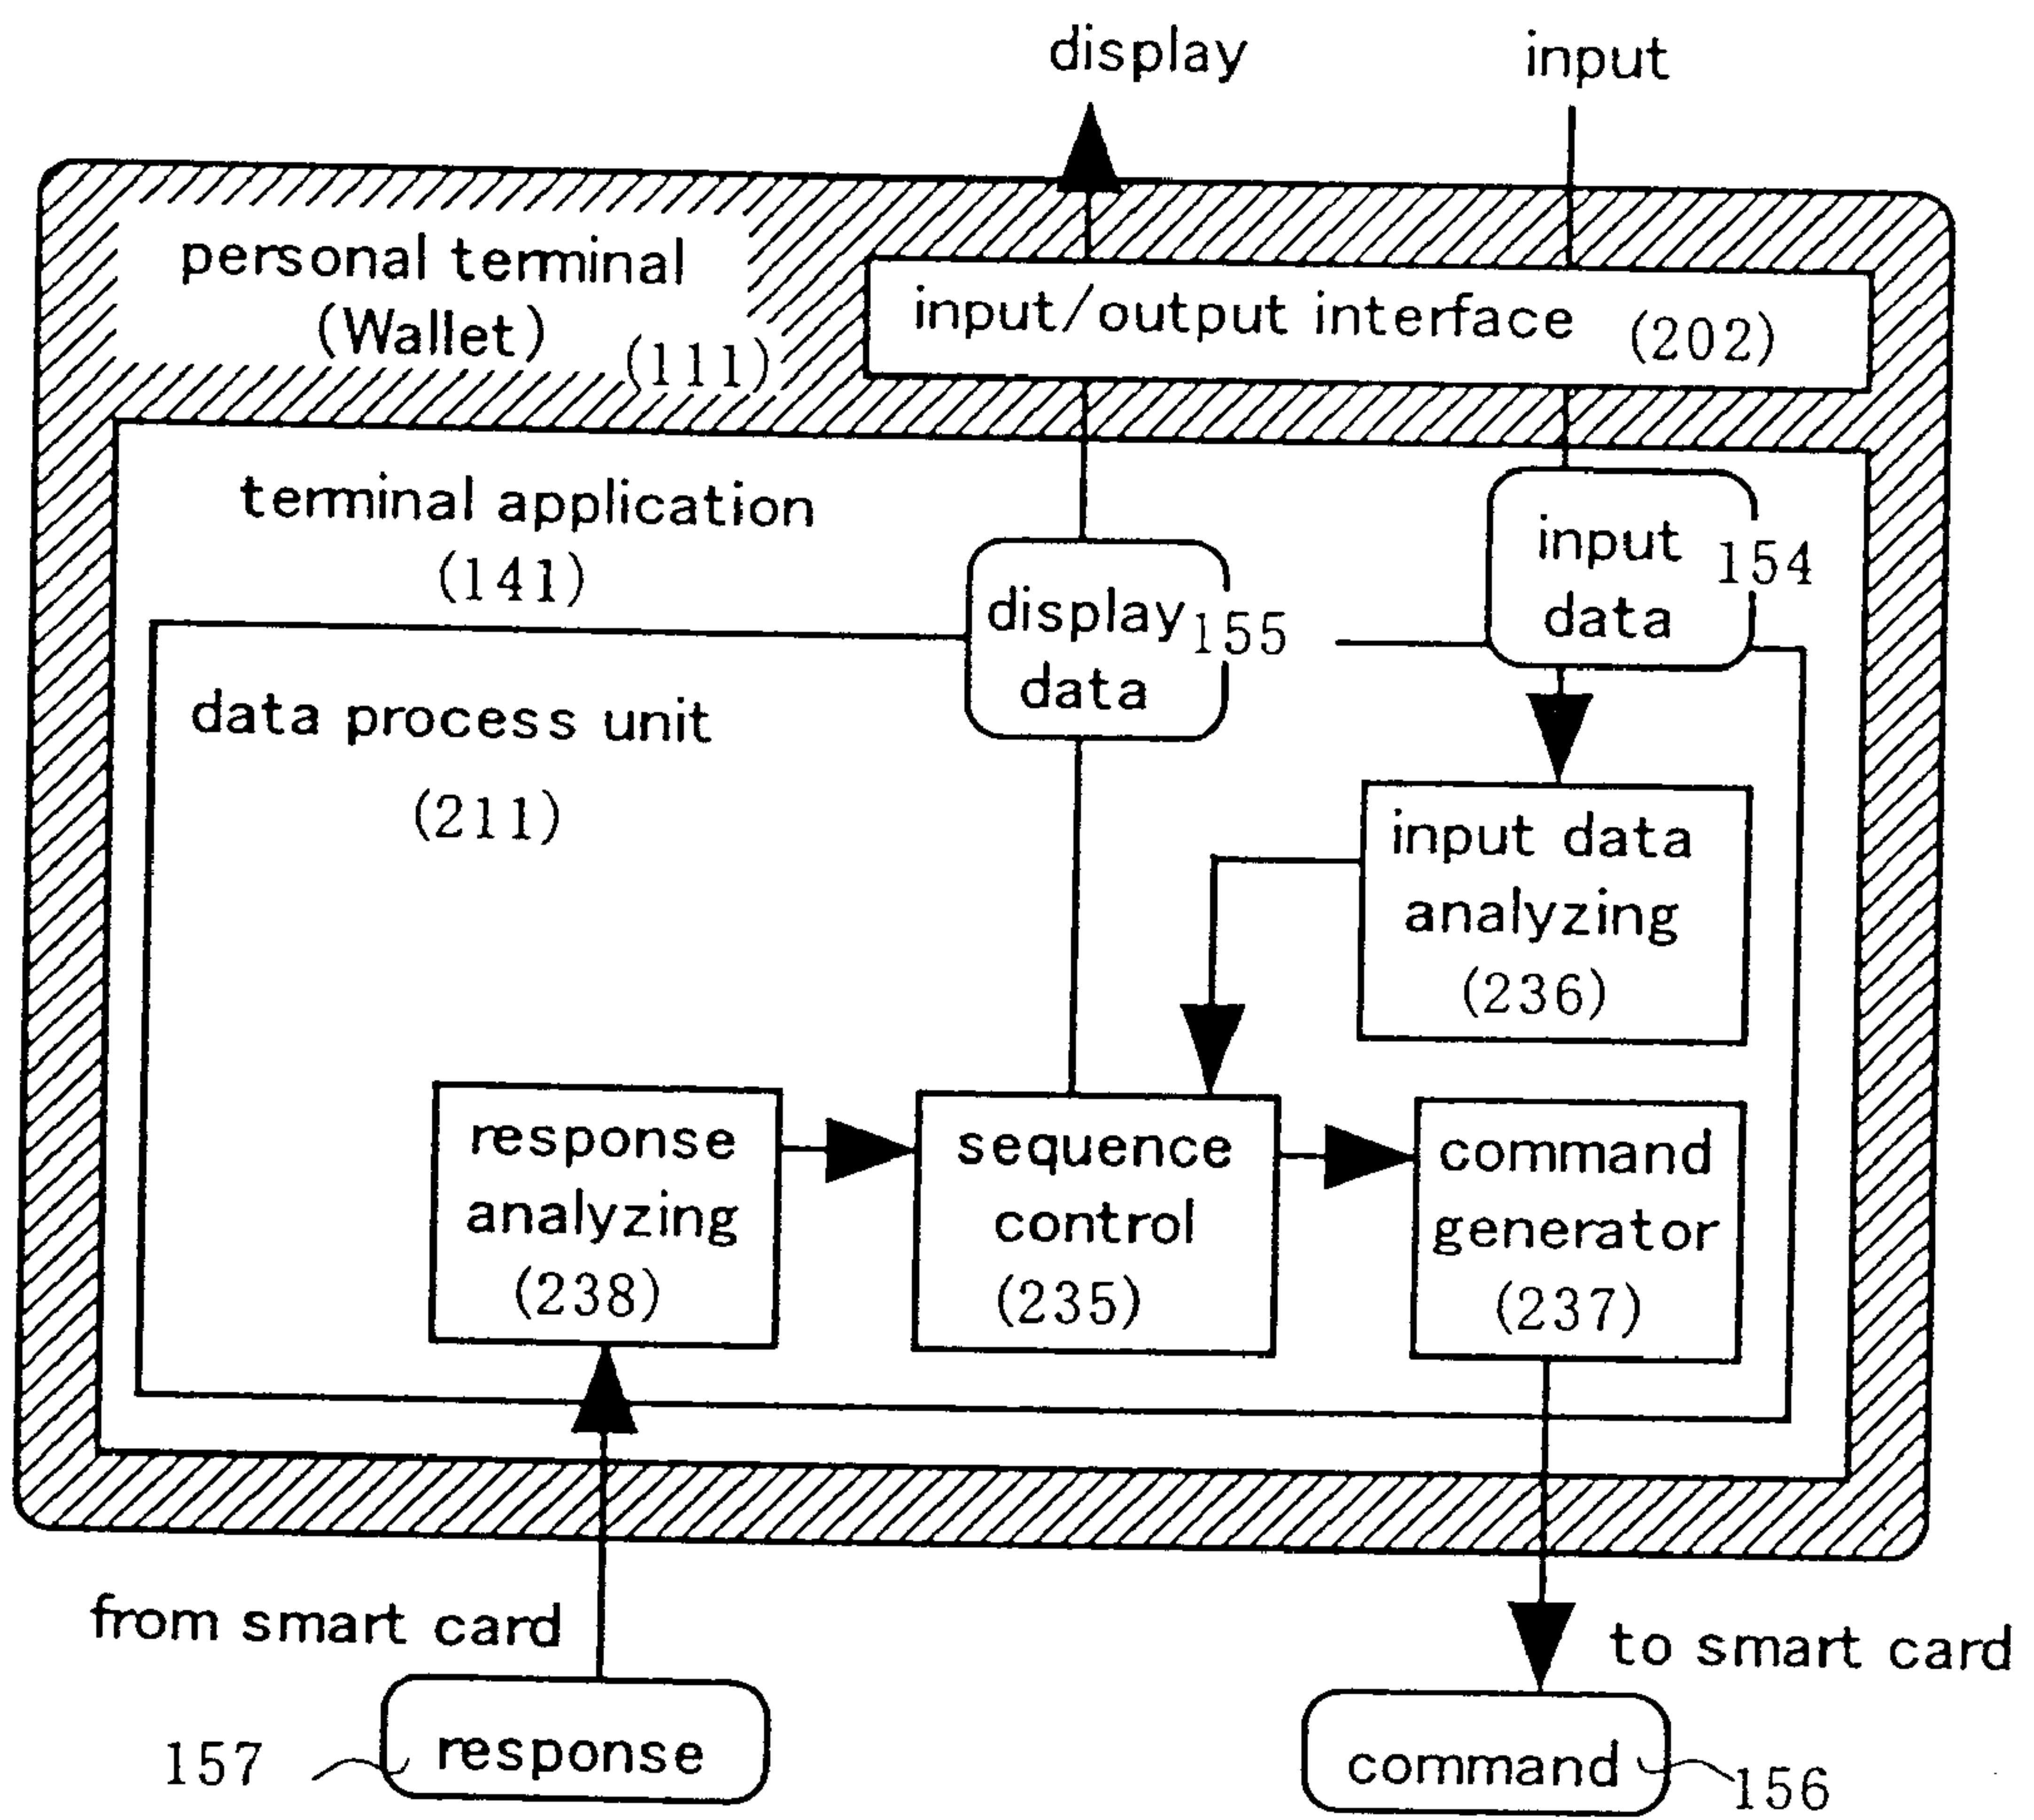 display
input
personal terminal
(Wallet)
(111)
input/output interface (202)
terminal application
(141)
input
data
154
display
data
155
data process unit
(211)
input data
analyzing
(236)
response
analyzing
(238)
sequence
control
(235)
command
generator
(237)
from smart card
to smart card
157
response
command
156